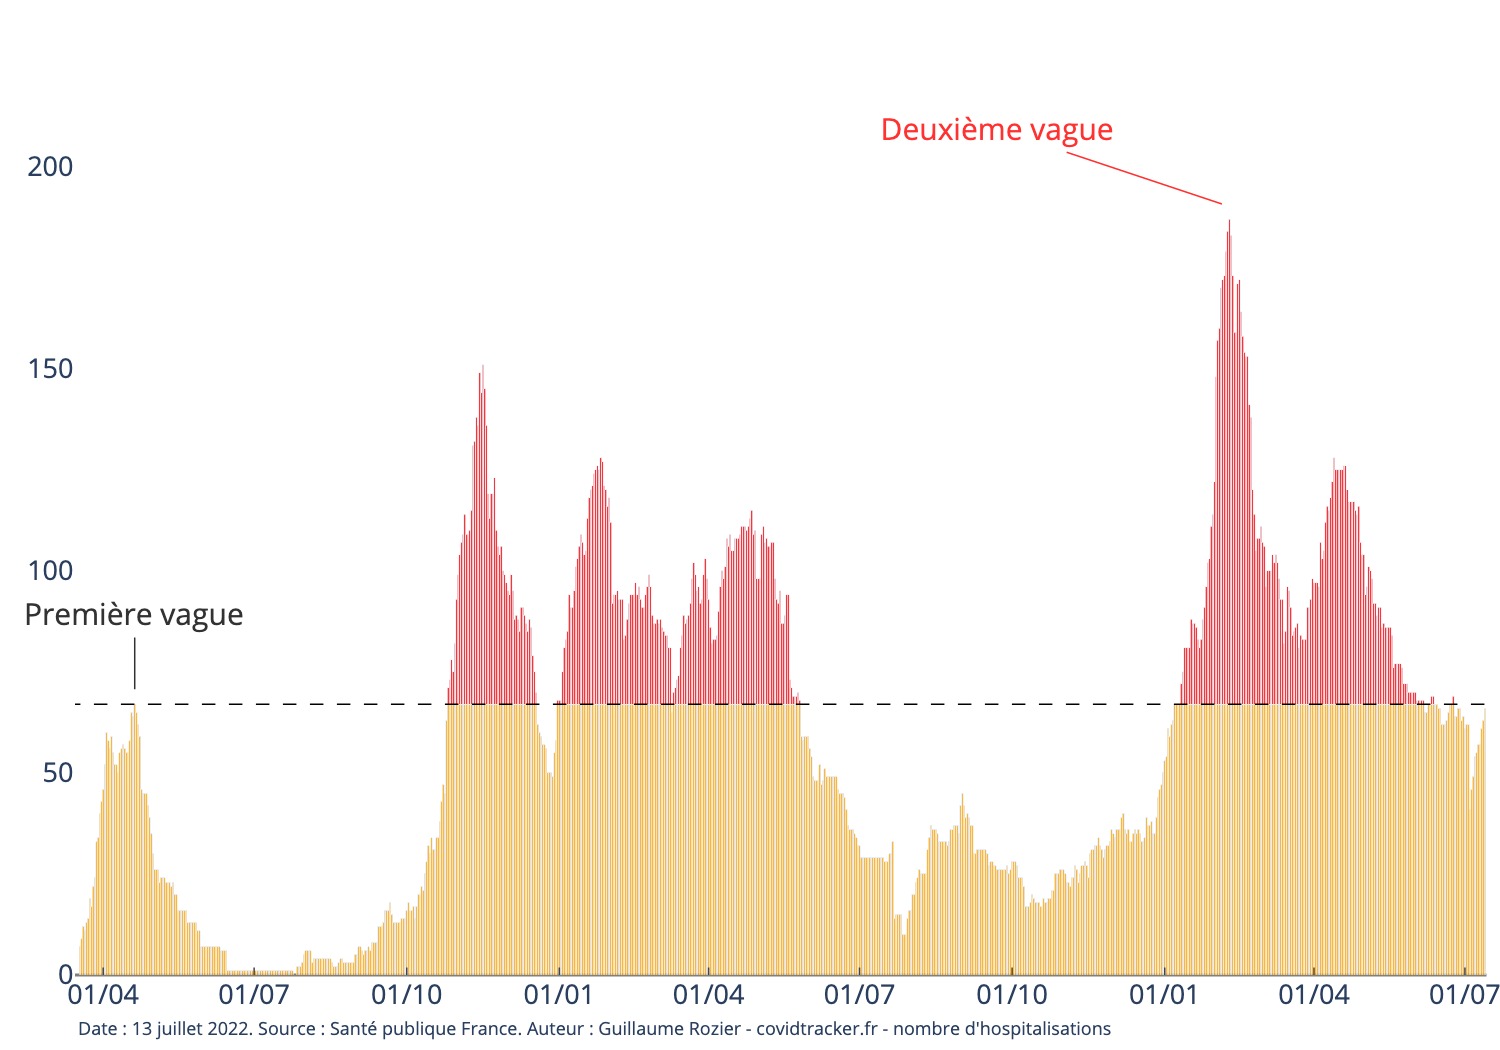 Deuxième vague
200
150
100
Première vague
50
0
01/04 01/07 01/10 01/01 01/04 01/07 01/10 01/01 01/04 01/07
Date : 13 juillet 2022. Source : Santé publique France. Auteur : Guillaume Rozier - covidtracker.fr - nombre d'hospitalisations